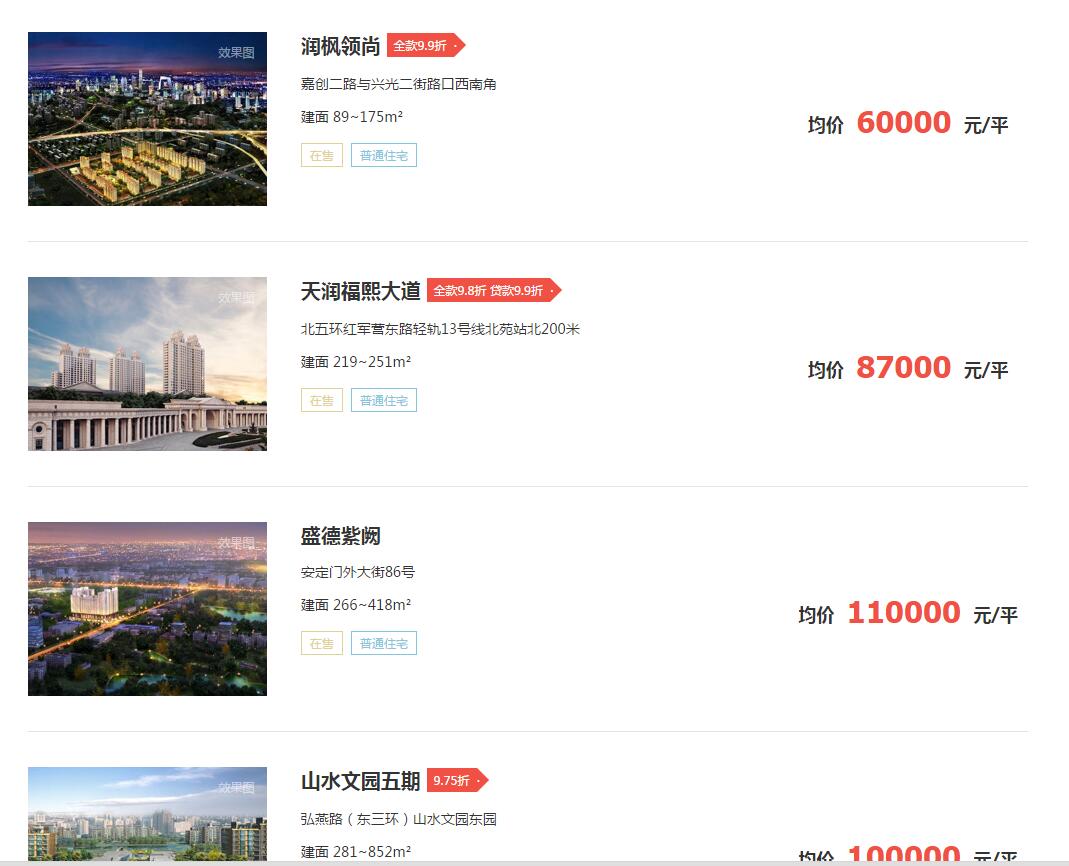 效果图
润枫领尚 全款9.9折 ·
嘉创二路与兴光二街路口西南角
建面 89~175m²
均价 60000 元/平
在售 普通住宅
效果图
天润福熙大道 全款9.8折 贷款9.9折 ·
北五环红军营东路轻轨13号线北苑站北200米
建面 219~251m²
均价 87000 元/平
在售 普通住宅
效果图
盛德紫阙
安定门外大街86号
建面 266~418m²
均价 110000 元/平
在售 普通住宅
效果图
山水文园五期 9.75折 ·
弘燕路（东三环）山水文园东园
建面 281~852m²
均价 100000 元/平